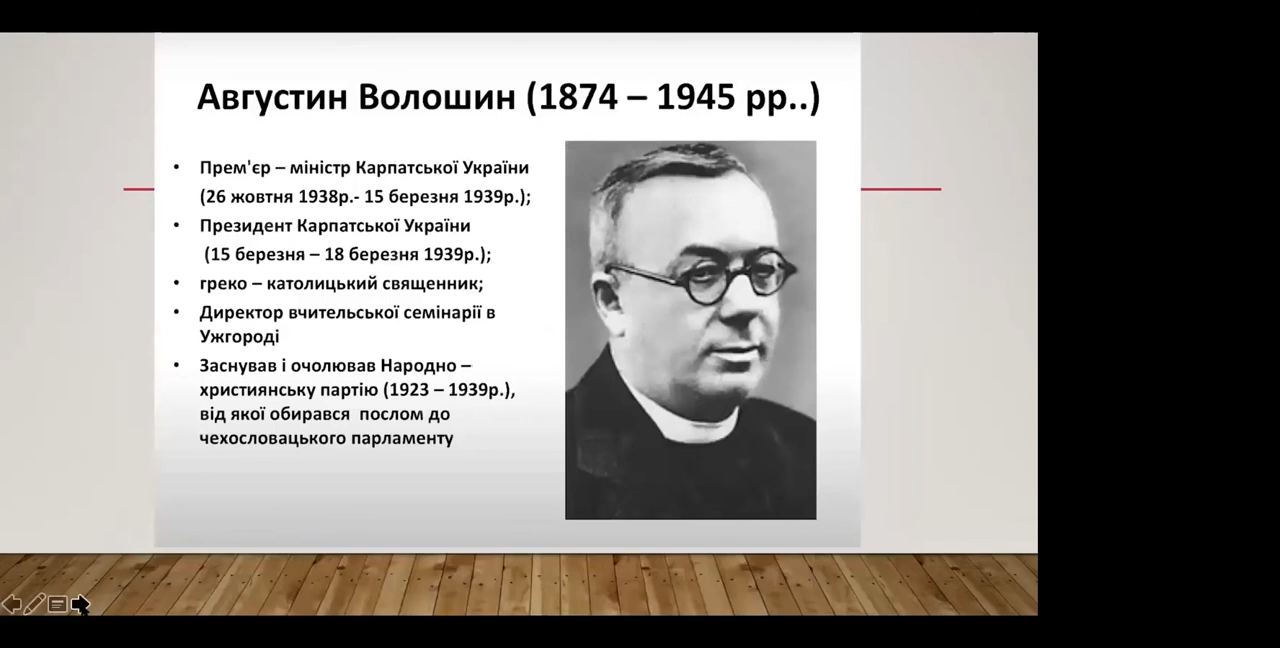 Августин Волошин (1874 – 1945 рр..)
• Прем'єр – міністр Карпатської України
(26 жовтня 1938р.- 15 березня 1939р.);
• Президент Карпатської України
(15 березня – 18 березня 1939р.);
• греко – католицький священник;
• Директор вчительської семінарії в
Ужгороді
• Заснував і очолював Народно –
християнську партію (1923 – 1939р.),
від якої обирався послом до
чехословацького парламенту